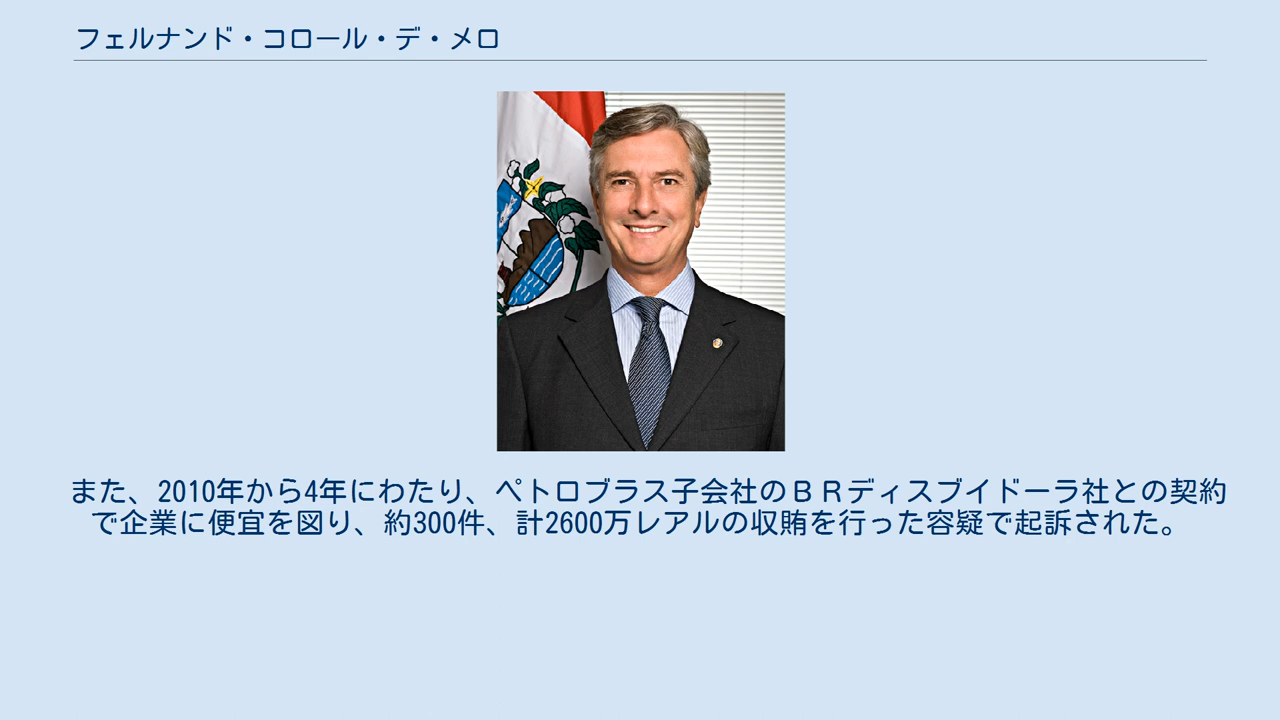 フェルナンド・コロール・デ・メロ
また、2010年から4年にわたり、ペトロブラス子会社のＢＲディスブイドーラ社との契約
で企業に便宜を図り、約300件、計2600万レアルの収賄を行った容疑で起訴された。